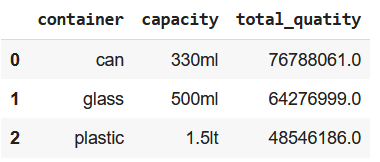 container capacity total_quatity
0 can 330ml 76788061.0
1 glass 500ml 64276999.0
2 plastic 1.5lt 48546186.0